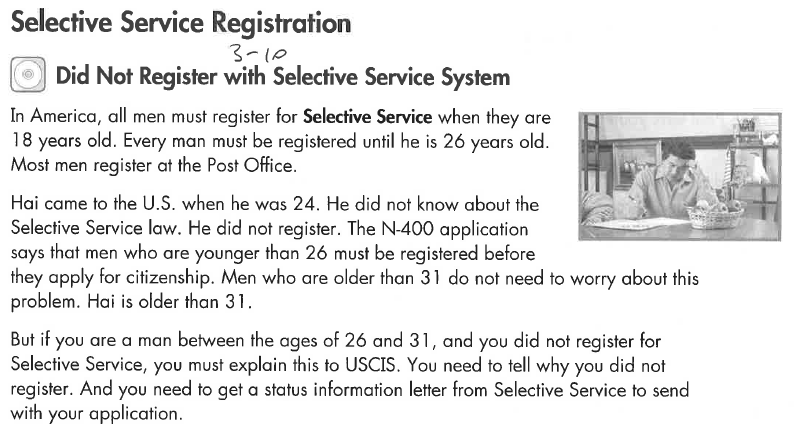 Selective Service Registration
3-10
Did Not Register with Selective Service System
In America, all men must register for Selective Service when they are
18 years old. Every man must be registered until he is 26 years old.
Most men register at the Post Office.
Hai came to the U.S. when he was 24. He did not know about the
Selective Service law. He did not register. The N-400 application
says that men who are younger than 26 must be registered before
they apply for citizenship. Men who are older than 31 do not need to worry about this
problem. Hai is older than 31.
But if you are a man between the ages of 26 and 31, and you did not register for
Selective Service, you must explain this to USCIS. You need to tell why you did not
register. And you need to get a status information letter from Selective Service to send
with your application.